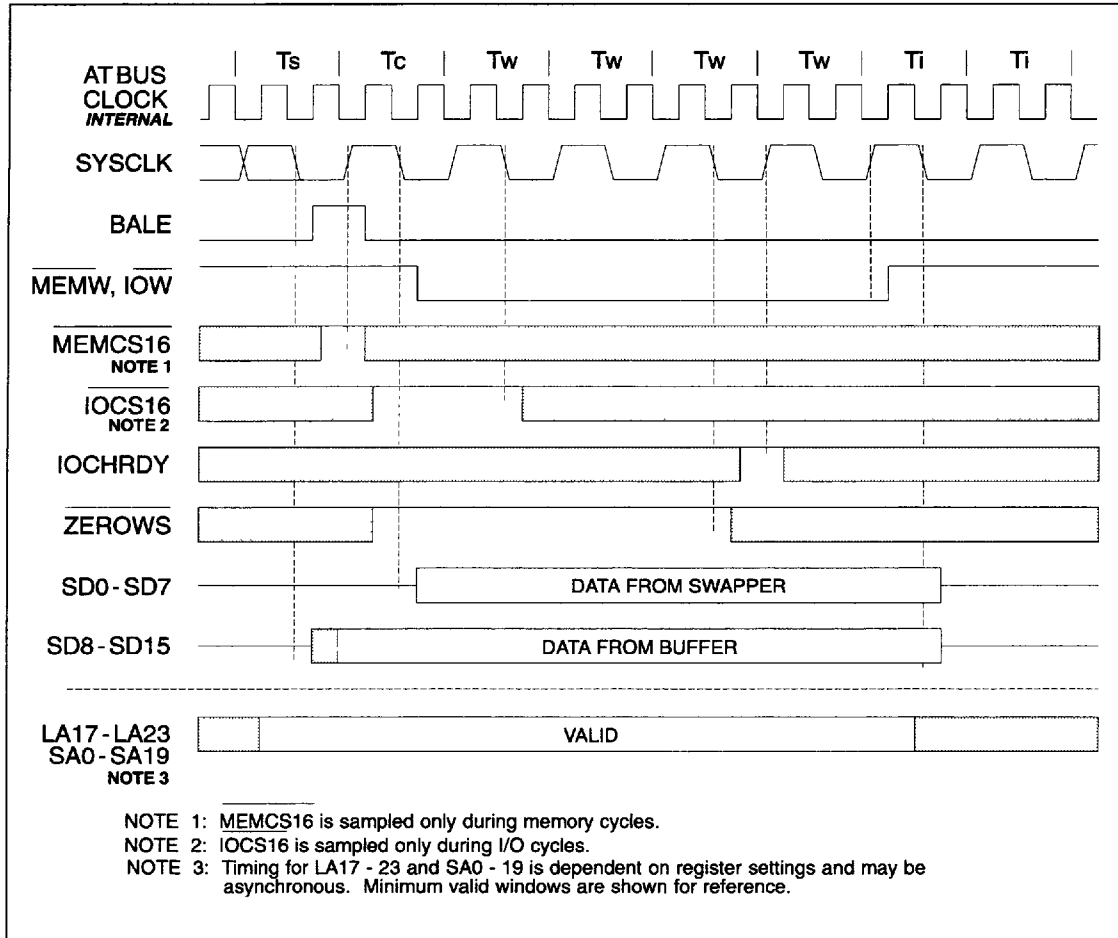 Ts Tc Tw Tw Tw Tw Ti Ti
AT BUS
CLOCK
INTERNAL
SYSCLK
BALE
MEMW, IOW
MEMCS16
NOTE 1
IOCS16
NOTE 2
IOCHRDY
ZEROWS
SD0 - SD7
DATA FROM SWAPPER
SD8 - SD15
DATA FROM BUFFER
LA17 - LA23
SA0 - SA19
NOTE 3
VALID
NOTE 1: MEMCS16 is sampled only during memory cycles.
NOTE 2: IOCS16 is sampled only during I/O cycles.
NOTE 3: Timing for LA17 - 23 and SA0 - 19 is dependent on register settings and may be
asynchronous. Minimum valid windows are shown for reference.